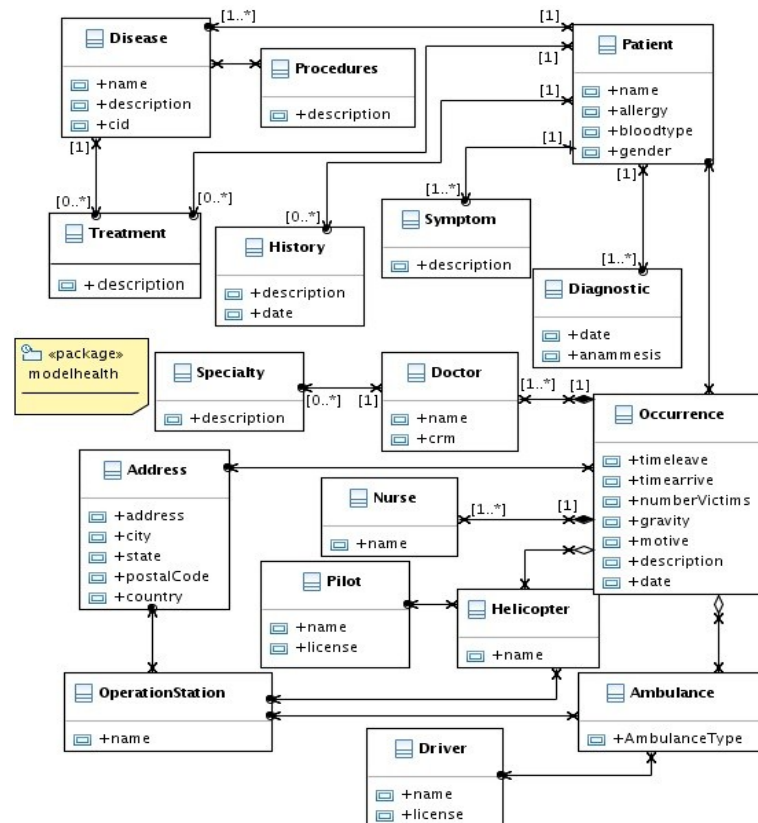 [1..*]
[1]
Disease
+name
+description
+cid
Procedures
+description
Patient
+name
+allergy
+bloodtype
+gender
[1]
[1]
[1]
[1]
[1]
[0..*]
[0..*]
[0..*]
[1..*]
[1..*]
Treatment
+description
History
+description
+date
Symptom
+description
Diagnostic
+date
+anammesis
«package»
modelhealth
Specialty
+description
[0..*]
[1]
Doctor
+name
+crm
[1..*]
[1]
Occurrence
+timeleave
+timearrive
+numberVictims
+gravity
+motive
+description
+date
Address
+address
+city
+state
+postalCode
+country
Nurse
+name
[1..*]
[1]
Pilot
+name
+license
Helicopter
+name
OperationStation
+name
Ambulance
+AmbulanceType
Driver
+name
+license